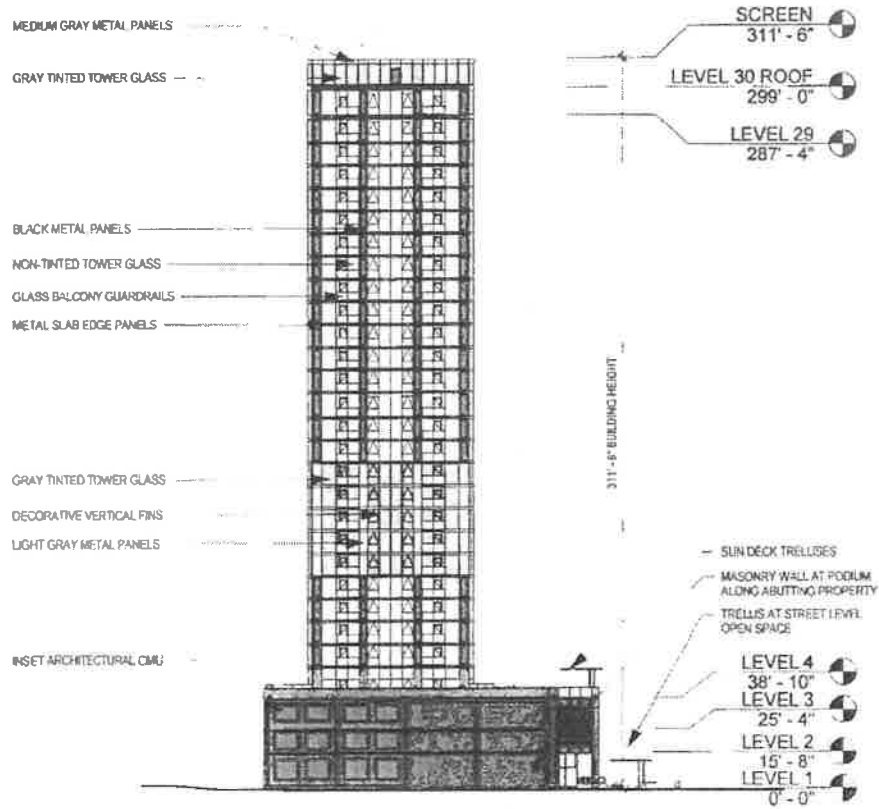 MEDIUM GRAY METAL PANELS
GRAY TINTED TOWER GLASS
BLACK METAL PANELS
NON-TINTED TOWER GLASS
GLASS BALCONY GUARDRAILS
METAL SLAB EDGE PANELS
GRAY TINTED TOWER GLASS
DECORATIVE VERTICAL FINS
LIGHT GRAY METAL PANELS
INSET ARCHITECTURAL CMU
SCREEN
311' - 6"
LEVEL 30 ROOF
299' - 0"
LEVEL 29
287' - 4"
311' - 6" BUILDING HEIGHT
SUN DECK TRELLISES
MASONRY WALL AT PODIUM
ALONG ABUTTING PROPERTY
TRELLIS AT STREET LEVEL
OPEN SPACE
LEVEL 4
38' - 10"
LEVEL 3
25' - 4"
LEVEL 2
15' - 8"
LEVEL 1
0' - 0"